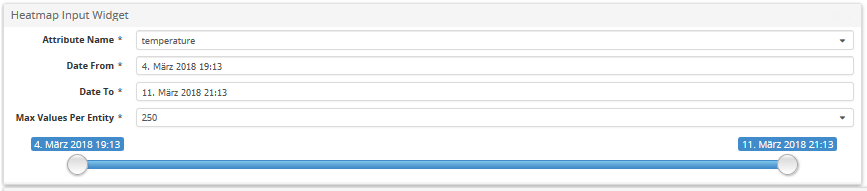 Heatmap Input Widget
Attribute Name * temperature
Date From * 4. März 2018 19:13
Date To * 11. März 2018 21:13
Max Values Per Entity * 250
4. März 2018 19:13 11. März 2018 21:13